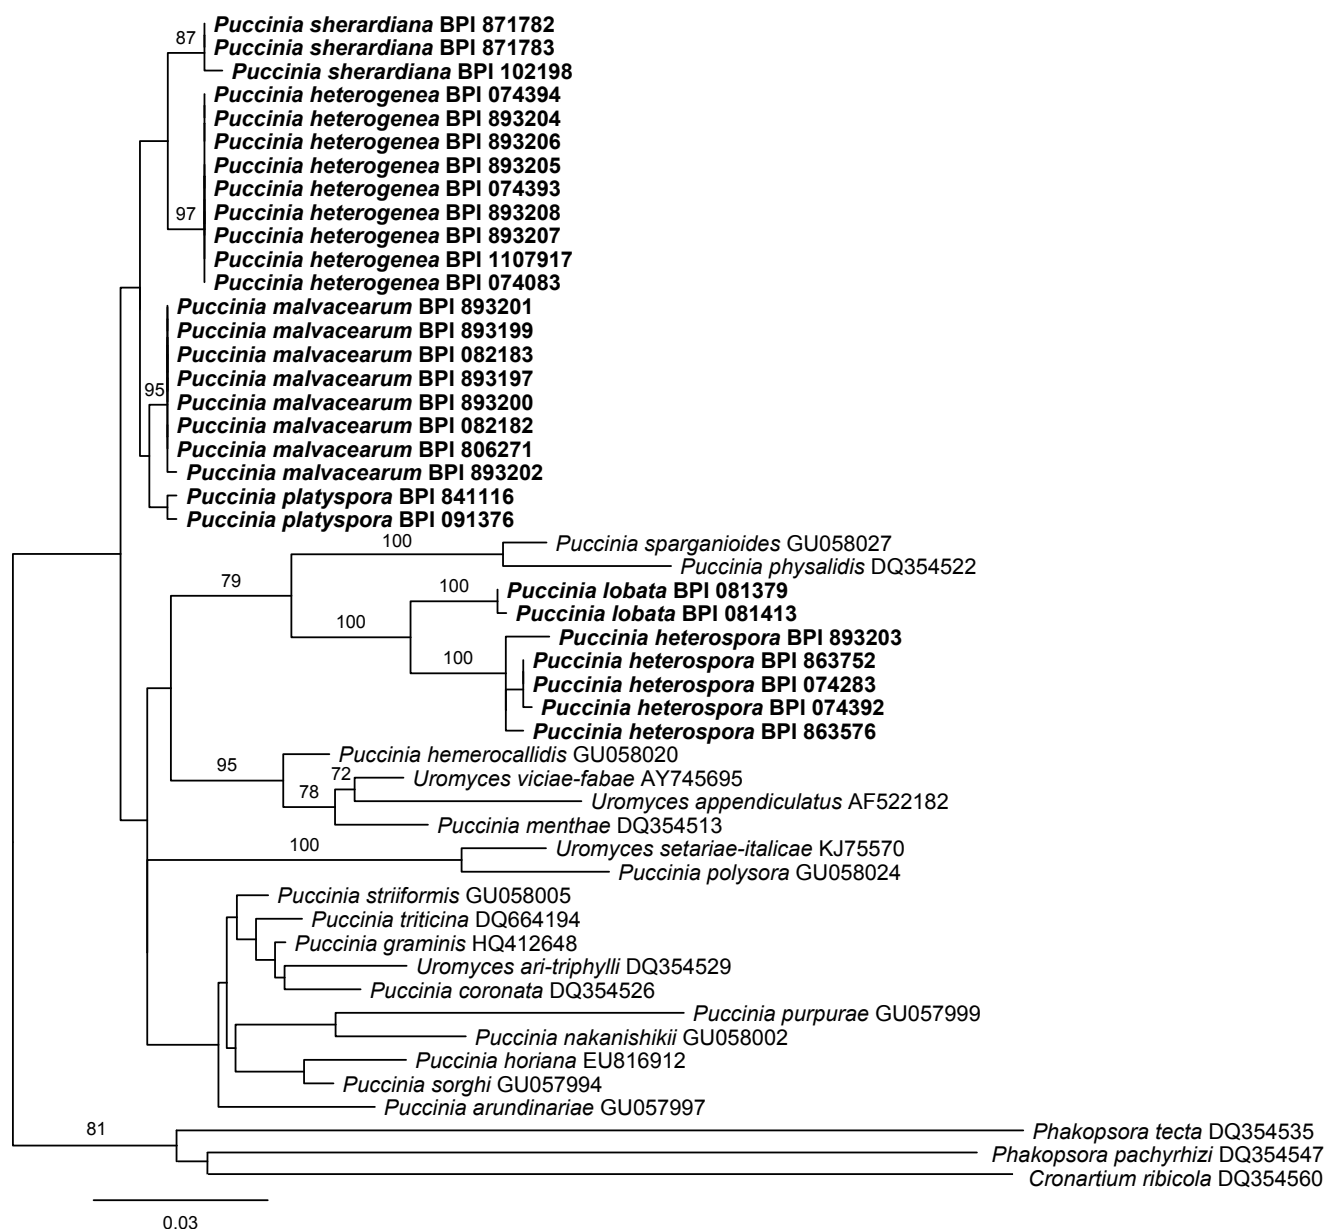 Puccinia sherardiana BPI 871782
87
Puccinia sherardiana BPI 871783
Puccinia sherardiana BPI 102198
Puccinia heterogenea BPI 074394
Puccinia heterogenea BPI 893204
Puccinia heterogenea BPI 893206
Puccinia heterogenea BPI 893205
Puccinia heterogenea BPI 074393
97
Puccinia heterogenea BPI 893208
Puccinia heterogenea BPI 893207
Puccinia heterogenea BPI 1107917
Puccinia heterogenea BPI 074083
Puccinia malvacearum BPI 893201
Puccinia malvacearum BPI 893199
Puccinia malvacearum BPI 082183
Puccinia malvacearum BPI 893197
95
Puccinia malvacearum BPI 893200
Puccinia malvacearum BPI 082182
Puccinia malvacearum BPI 806271
Puccinia malvacearum BPI 893202
Puccinia platyspora BPI 841116
Puccinia platyspora BPI 091376
100
Puccinia sparganioides GU058027
Puccinia physalidis DQ354522
79
100
Puccinia lobata BPI 081379
Puccinia lobata BPI 081413
100
Puccinia heterospora BPI 893203
100
Puccinia heterospora BPI 863752
Puccinia heterospora BPI 074283
Puccinia heterospora BPI 074392
Puccinia heterospora BPI 863576
Puccinia hemerocallidis GU058020
95
72
Uromyces viciae-fabae AY745695
78
Uromyces appendiculatus AF522182
Puccinia menthae DQ354513
100
Uromyces setariae-italicae KJ75570
Puccinia polysora GU058024
Puccinia striiformis GU058005
Puccinia triticina DQ664194
Puccinia graminis HQ412648
Uromyces ari-triphylli DQ354529
Puccinia coronata DQ354526
Puccinia purpurae GU057999
Puccinia nakanishikii GU058002
Puccinia horiana EU816912
Puccinia sorghi GU057994
Puccinia arundinariae GU057997
81
Phakopsora tecta DQ354535
Phakopsora pachyrhizi DQ354547
Cronartium ribicola DQ354560
0.03